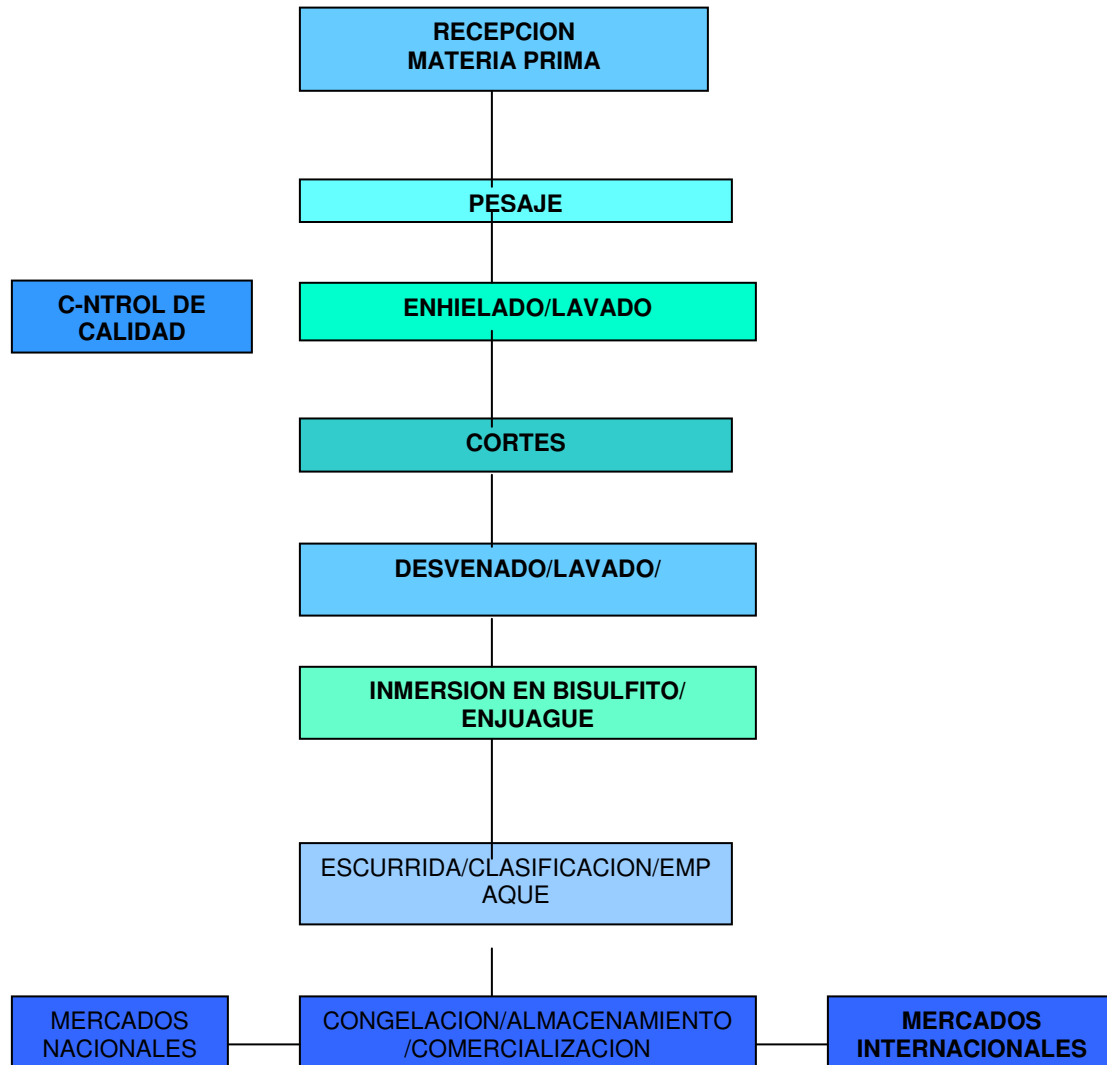 RECEPCION
MATERIA PRIMA
PESAJE
C-NTROL DE
CALIDAD
ENHIELADO/LAVADO
CORTES
DESVENADO/LAVADO/
INMERSION EN BISULFITO/
ENJUAGUE
ESCURRIDA/CLASIFICACION/EMP
AQUE
MERCADOS
NACIONALES
CONGELACION/ALMACENAMIENTO
/COMERCIALIZACION
MERCADOS
INTERNACIONALES